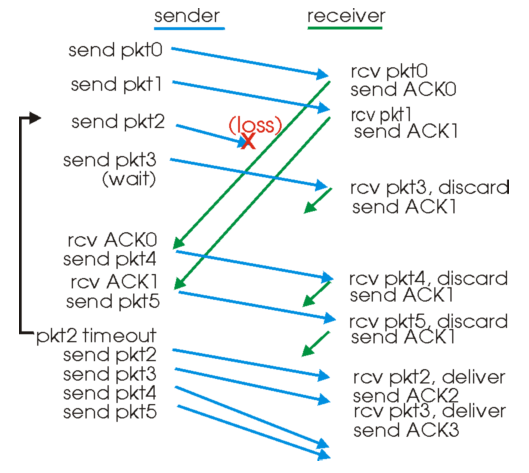 sender
receiver
send pkt0
send pkt1
send pkt2
send pkt3
(wait)
(loss)
X
rcv pkt0
send ACK0
rcv pkt1
send ACK1
rcv pkt3, discard
send ACK1
rcv ACK0
send pkt4
rcv ACK1
send pkt5
rcv pkt4, discard
send ACK1
rcv pkt5, discard
send ACK1
pkt2 timeout
send pkt2
send pkt3
send pkt4
send pkt5
rcv pkt2, deliver
send ACK2
rcv pkt3, deliver
send ACK3